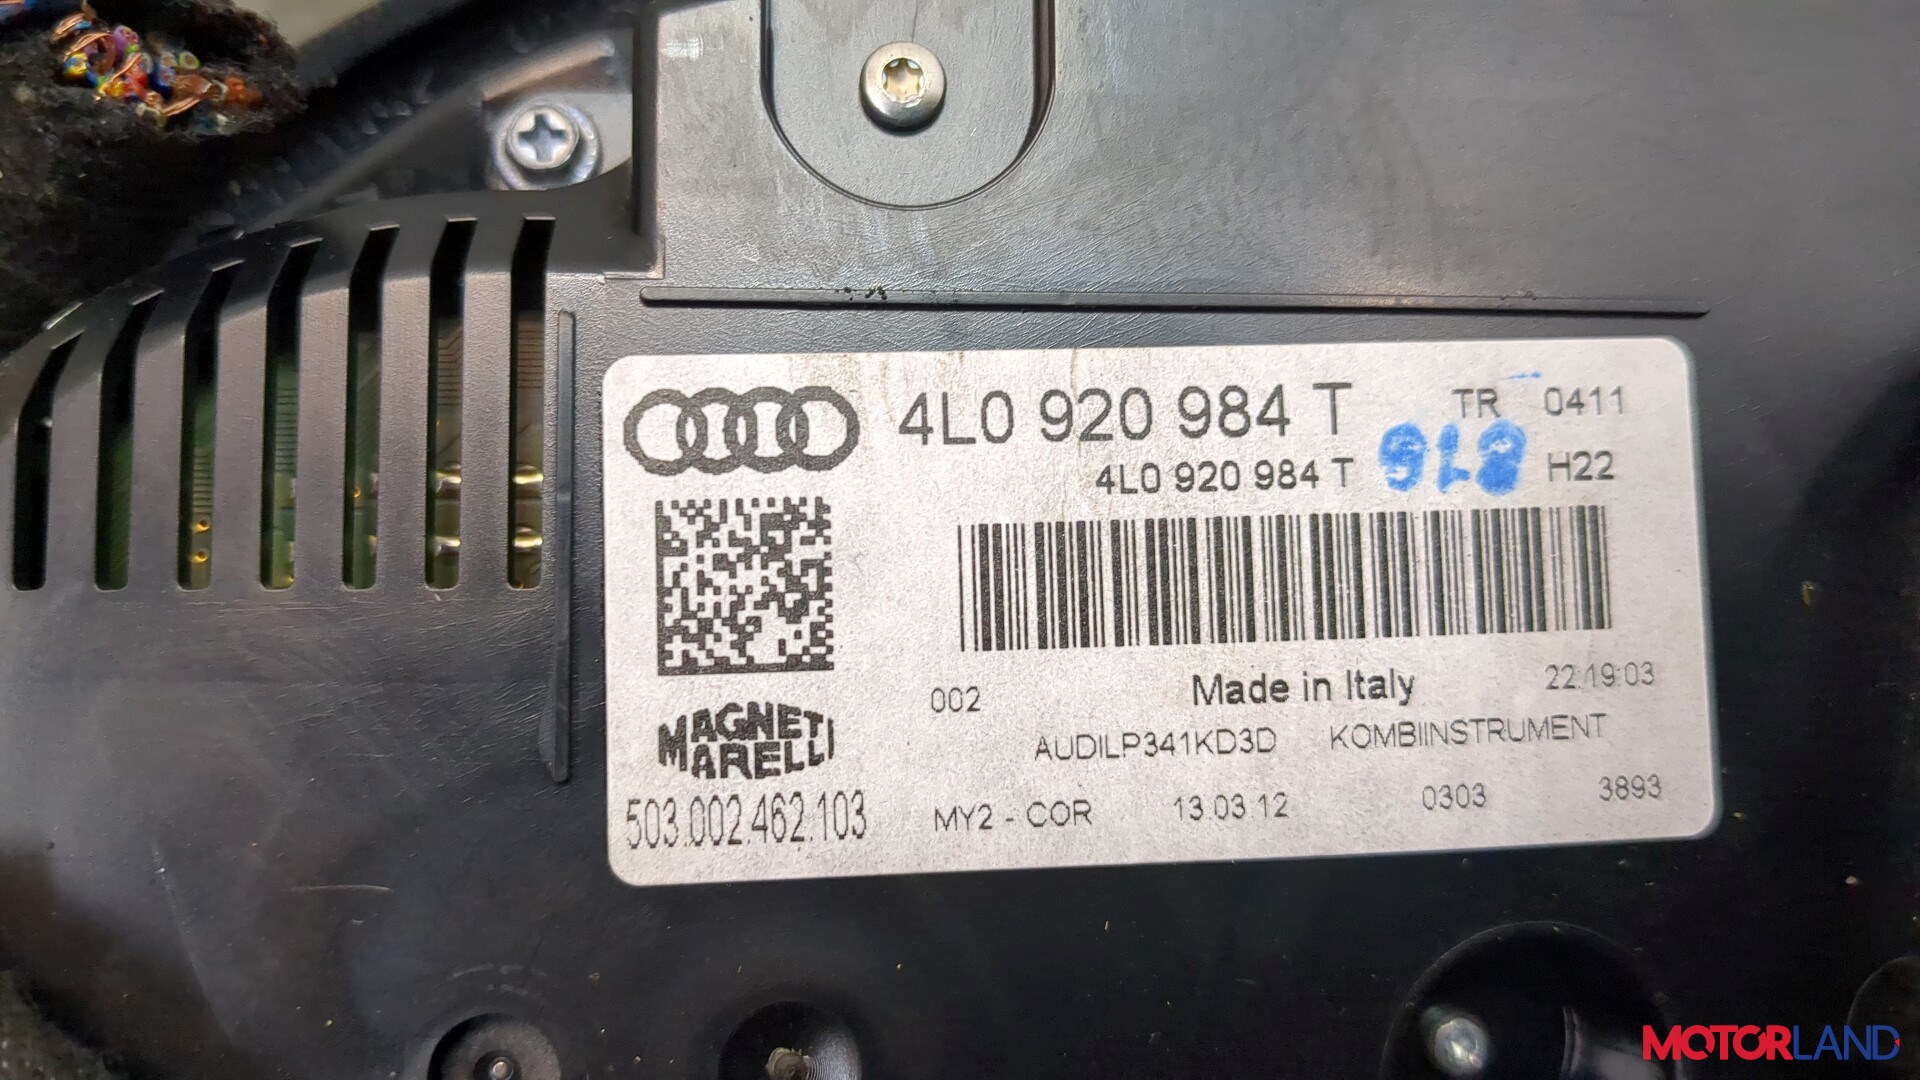 4L0 920 984 T TR 0411
4L0 920 984 T H22
002 Made in Italy 22:19:03
MAGNETI
MARELLI
AUDILP341KD3D KOMBIINSTRUMENT
503.002.462.103 MY2 - COR 13.03.12 0303 3893
MOTORLAND